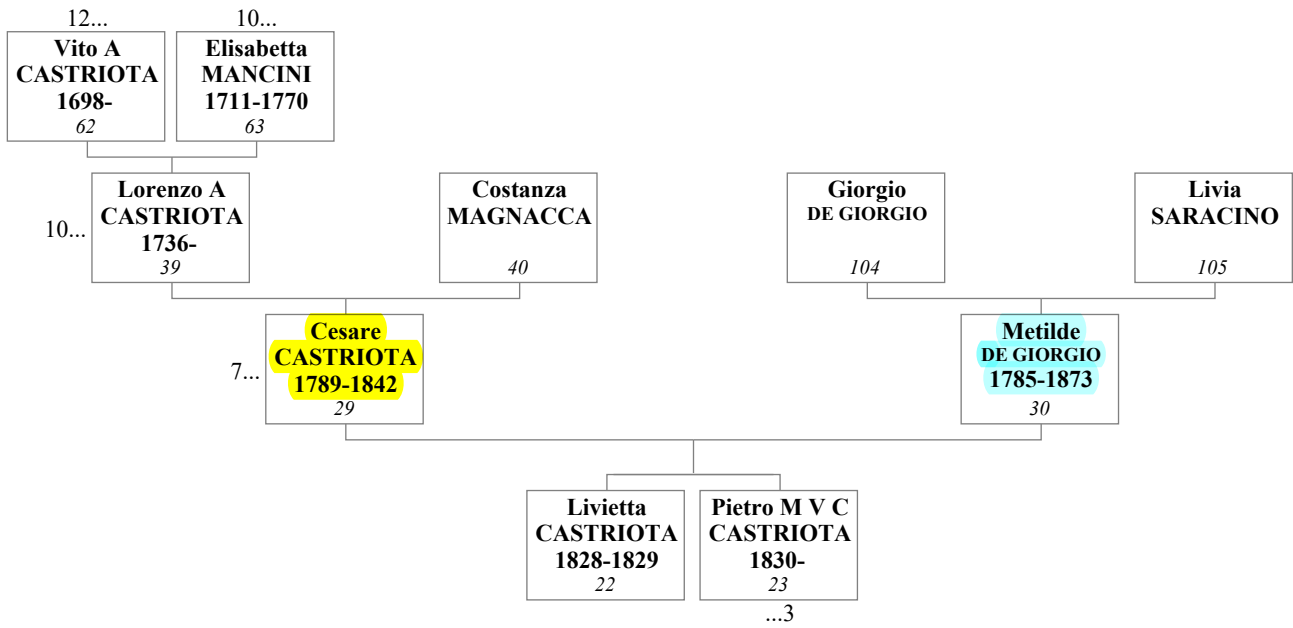 12...
10...
Vito A
CASTRIOTA
1698-
62
Elisabetta
MANCINI
1711-1770
63
10...
Lorenzo A
CASTRIOTA
1736-
39
Costanza
MAGNACCA
40
Giorgio
DE GIORGIO
104
Livia
SARACINO
105
7...
Cesare
CASTRIOTA
1789-1842
29
Metilde
DE GIORGIO
1785-1873
30
Livietta
CASTRIOTA
1828-1829
22
Pietro M V C
CASTRIOTA
1830-
23
...3